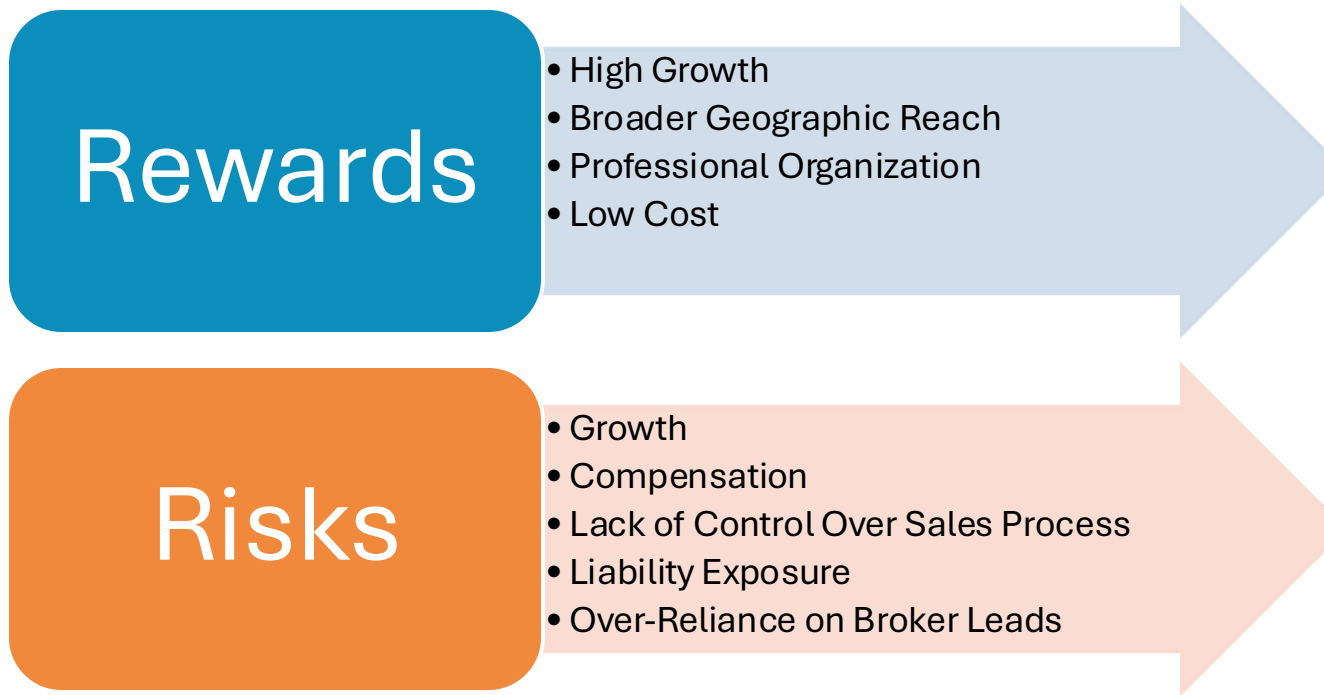 Rewards
• High Growth
• Broader Geographic Reach
• Professional Organization
• Low Cost
Risks
• Growth
• Compensation
• Lack of Control Over Sales Process
• Liability Exposure
• Over-Reliance on Broker Leads